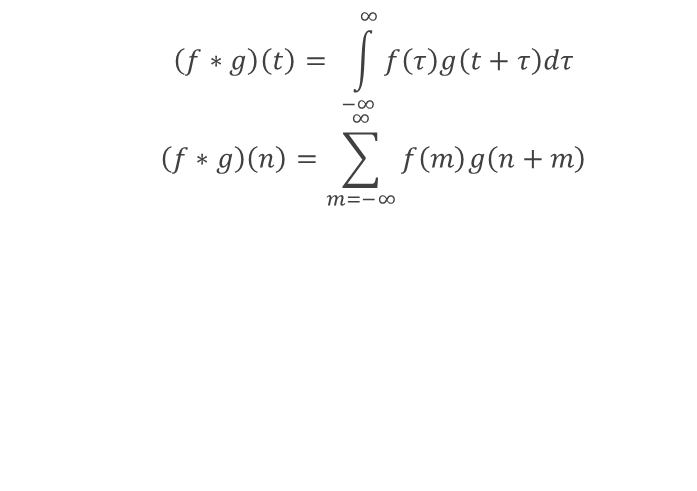 (f ∗ g)(t) = ∫_{−∞}^{∞} f(τ)g(t + τ)dτ
(f ∗ g)(n) = ∑_{m=−∞}^{∞} f(m)g(n + m)